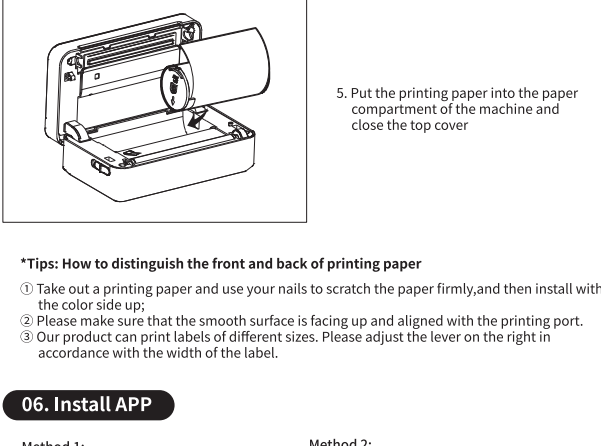 5. Put the printing paper into the paper
compartment of the machine and
close the top cover
*Tips: How to distinguish the front and back of printing paper
① Take out a printing paper and use your nails to scratch the paper firmly,and then install with
the color side up;
② Please make sure that the smooth surface is facing up and aligned with the printing port.
③ Our product can print labels of different sizes. Please adjust the lever on the right in
accordance with the width of the label.
06. Install APP
Method 1:
Method 2: